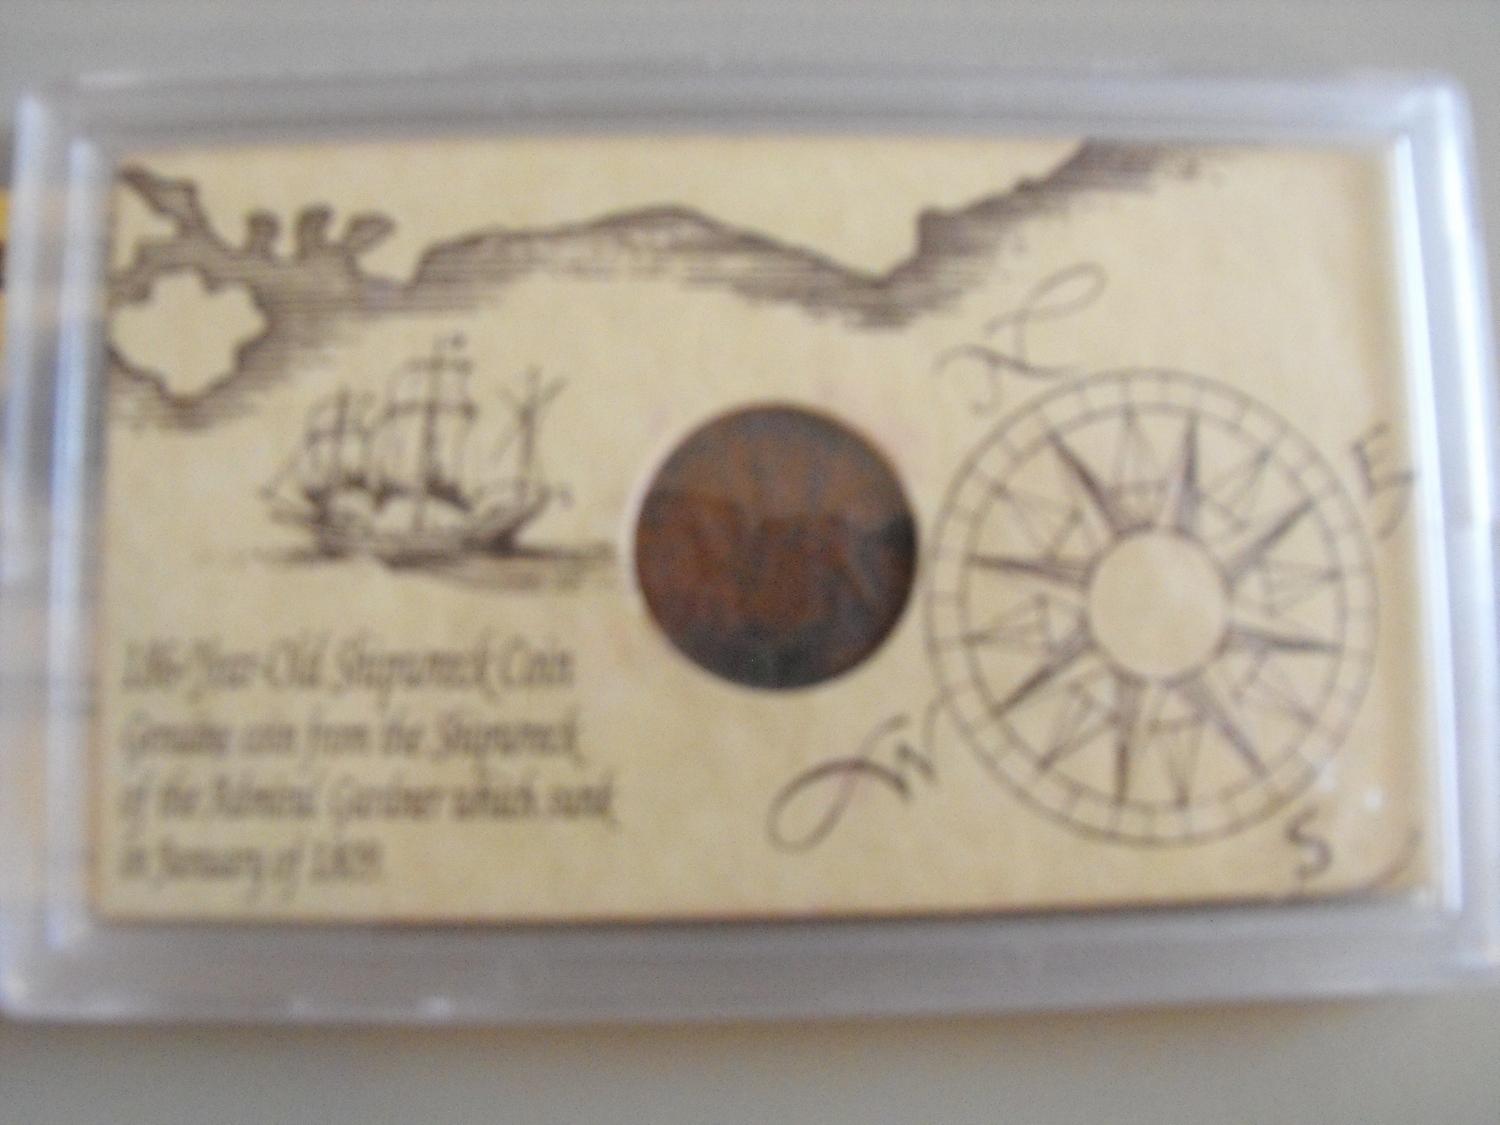 186-Year-Old Shipwreck Coin
Genuine coin from the Shipwreck
of the Admiral Gardner which sank
in January of 1809.
N
E
S
W